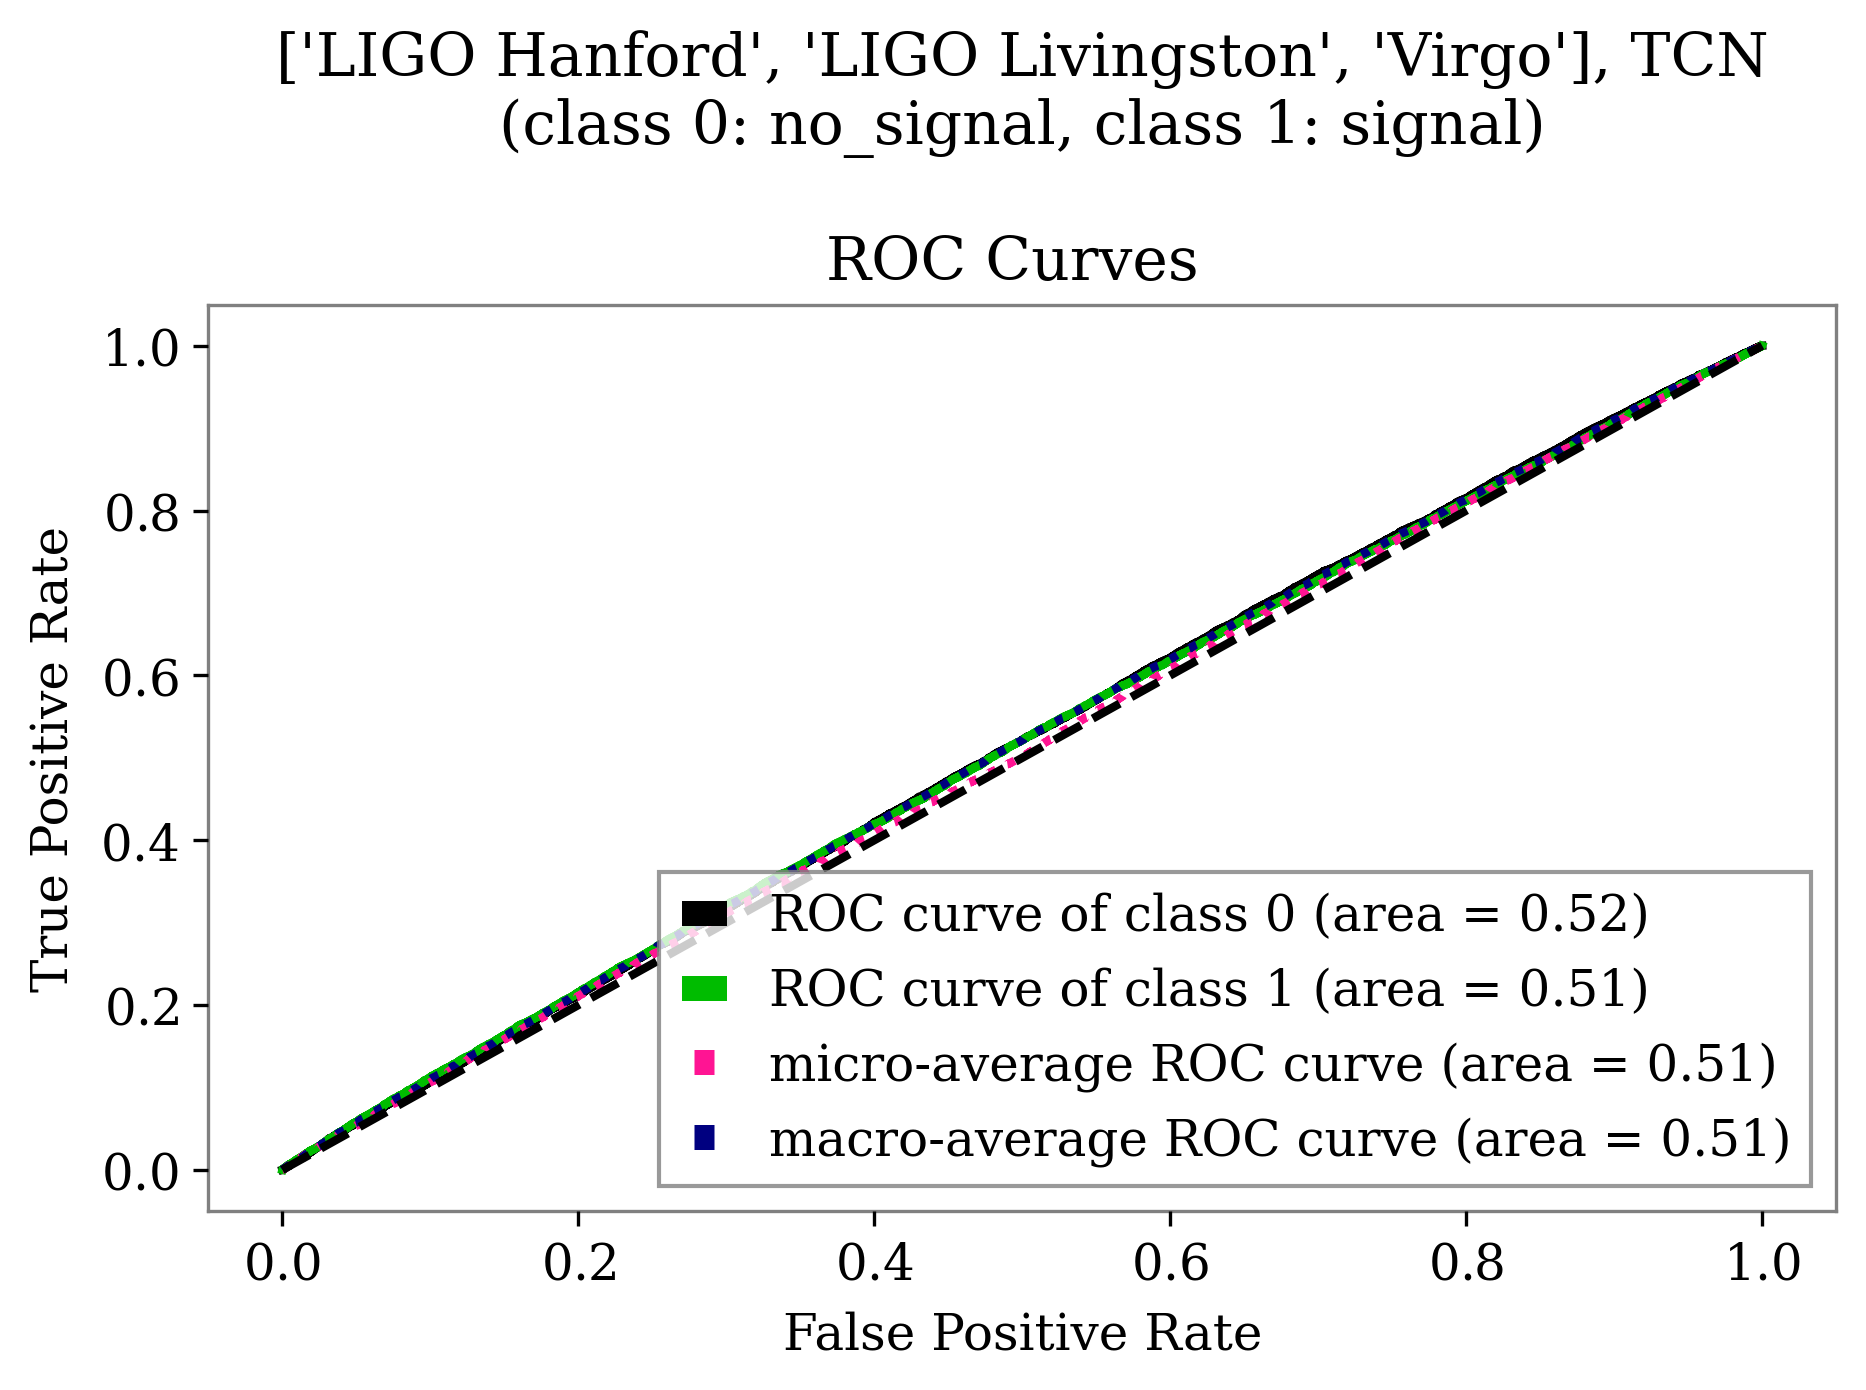 ['LIGO Hanford', 'LIGO Livingston', 'Virgo'], TCN
(class 0: no_signal, class 1: signal)
ROC Curves
1.0
0.8
0.6
0.4
0.2
0.0
True Positive Rate
ROC curve of class 0 (area = 0.52)
ROC curve of class 1 (area = 0.51)
micro-average ROC curve (area = 0.51)
macro-average ROC curve (area = 0.51)
0.0 0.2 0.4 0.6 0.8 1.0
False Positive Rate